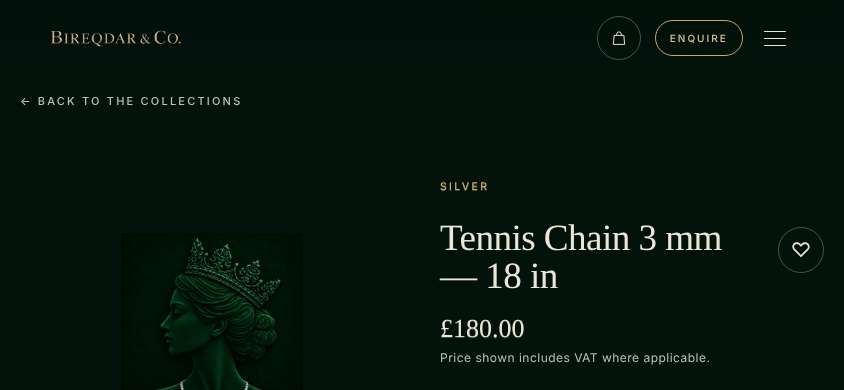 BIREQDAR & CO.
ENQUIRE
← BACK TO THE COLLECTIONS
SILVER
Tennis Chain 3 mm
— 18 in
£180.00
Price shown includes VAT where applicable.